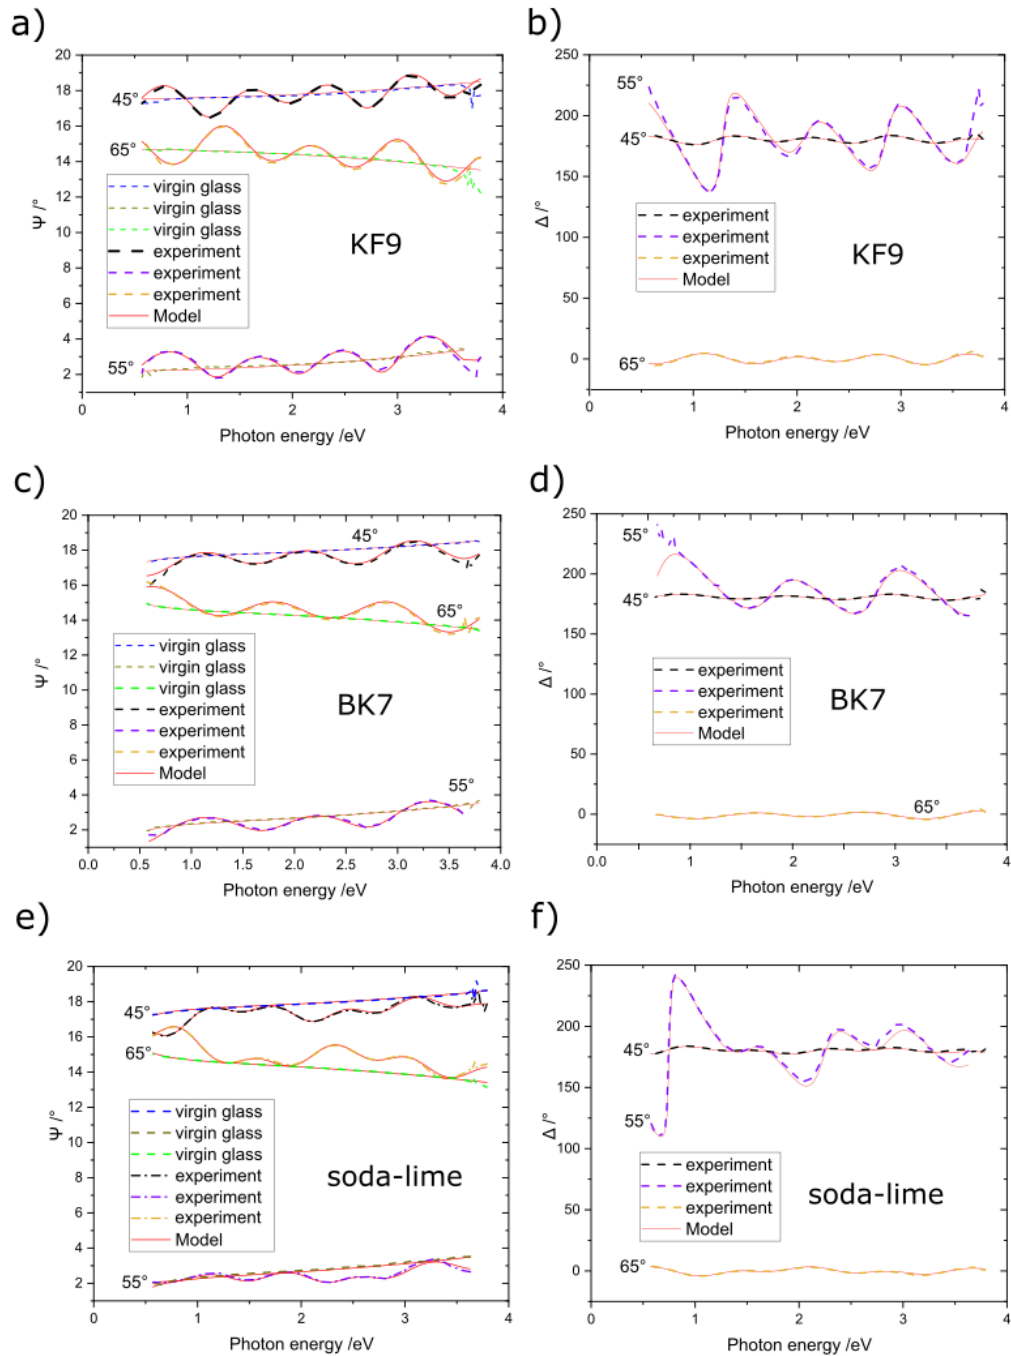 a)
20
18
16
14
12
10
8
6
4
2
Ψ /°
45°
65°
virgin glass
virgin glass
virgin glass
experiment
experiment
experiment
Model
KF9
55°
0
1
2
3
4
Photon energy /eV
b)
250
200
150
100
50
0
Δ /°
55°
45°
experiment
experiment
experiment
Model
KF9
65°
0
1
2
3
4
Photon energy /eV
c)
20
18
16
14
12
10
8
6
4
2
Ψ /°
45°
65°
virgin glass
virgin glass
virgin glass
experiment
experiment
experiment
Model
BK7
55°
0.0
0.5
1.0
1.5
2.0
2.5
3.0
3.5
4.0
Photon energy /eV
d)
250
200
150
100
50
0
Δ /°
55°
45°
experiment
experiment
experiment
Model
BK7
65°
0.0
1
2
3
4
Photon energy /eV
e)
20
18
16
14
12
10
8
6
4
2
Ψ /°
45°
65°
virgin glass
virgin glass
virgin glass
experiment
experiment
experiment
Model
soda-lime
55°
0
1
2
3
4
Photon energy /eV
f)
250
200
150
100
50
0
Δ /°
45°
55°
experiment
experiment
experiment
Model
soda-lime
65°
0
1
2
3
4
Photon energy /eV